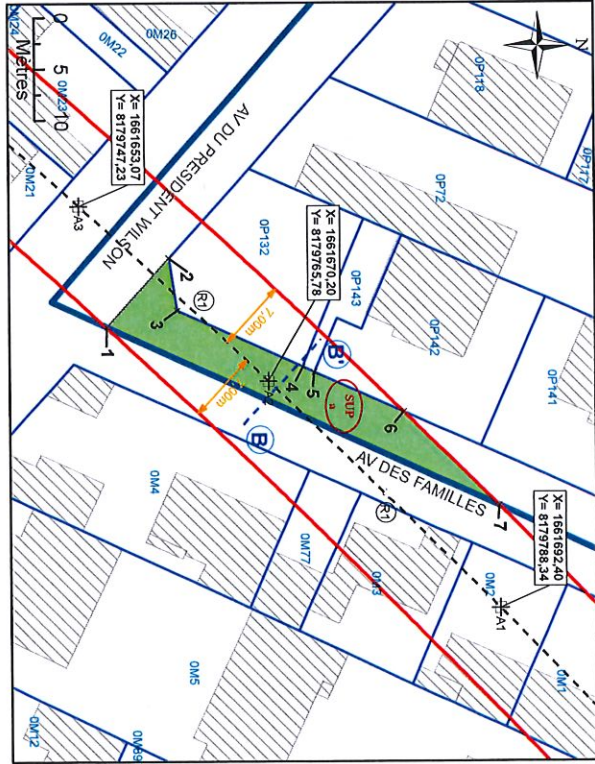 N
0M24
0M22
0M26
0M23
0M21
0
5
10
Mètres
X= 1661653,07
Y= 8179747,23
A3
AV DU PRESIDENT WILSON
0P118
0P117
0P72
0P132
0P143
0P142
0P141
X= 1661670,20
Y= 8179765,78
2
3
R1
7,00m
B'
4
5
SUP
a
6
7
1
7,00m
B
AV DES FAMILLES
R1
X= 1661692,40
Y= 8179788,34
A1
0M2
0M1
0M3
0M77
0M4
0M5
0M12